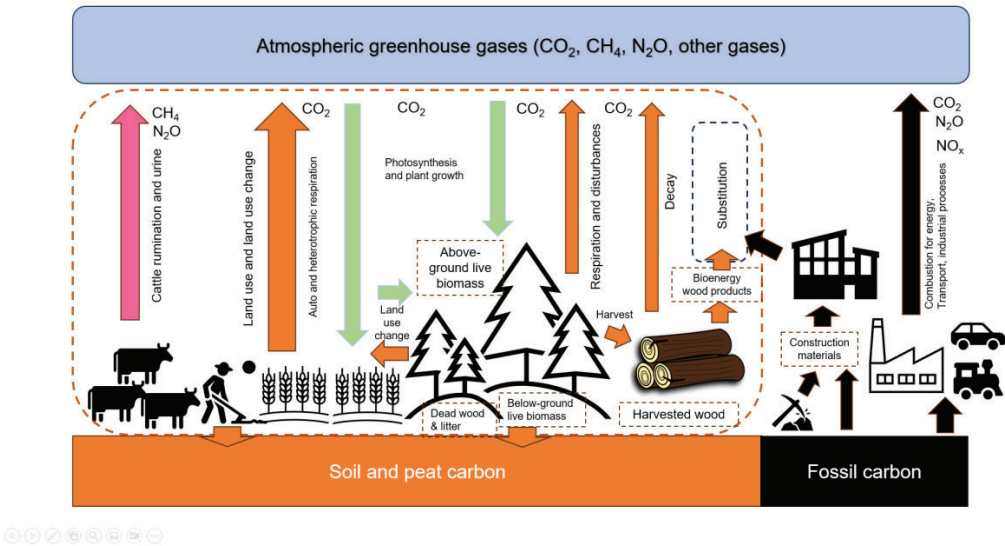 Atmospheric greenhouse gases (CO₂, CH₄, N₂O, other gases)
CH₄
N₂O
Cattle rumination and urine
Land use and land use change
CO₂
Auto and heterotrophic respiration
CO₂
Photosynthesis
and plant growth
CO₂
Respiration and disturbances
CO₂
Decay
Substitution
CO₂
N₂O
NOₓ
Combustion for energy,
Transport, industrial processes
Above-
ground live
biomass
Land
use
change
Harvest
Bioenergy
wood products
Construction
materials
Dead wood
& litter
Below-ground
live biomass
Harvested wood
Soil and peat carbon
Fossil carbon